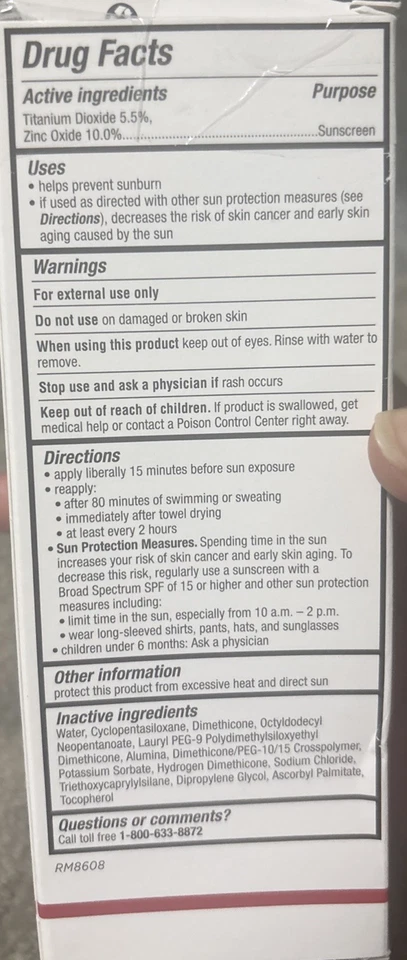 Drug Facts
Active ingredients Purpose
Titanium Dioxide 5.5%,
Zinc Oxide 10.0%............................................................Sunscreen
Uses
• helps prevent sunburn
• if used as directed with other sun protection measures (see
Directions), decreases the risk of skin cancer and early skin
aging caused by the sun
Warnings
For external use only
Do not use on damaged or broken skin
When using this product keep out of eyes. Rinse with water to
remove.
Stop use and ask a physician if rash occurs
Keep out of reach of children. If product is swallowed, get
medical help or contact a Poison Control Center right away.
Directions
• apply liberally 15 minutes before sun exposure
• reapply:
• after 80 minutes of swimming or sweating
• immediately after towel drying
• at least every 2 hours
• Sun Protection Measures. Spending time in the sun
increases your risk of skin cancer and early skin aging. To
decrease this risk, regularly use a sunscreen with a
Broad Spectrum SPF of 15 or higher and other sun protection
measures including:
• limit time in the sun, especially from 10 a.m. – 2 p.m.
• wear long-sleeved shirts, pants, hats, and sunglasses
• children under 6 months: Ask a physician
Other information
protect this product from excessive heat and direct sun
Inactive ingredients
Water, Cyclopentasiloxane, Dimethicone, Octyldodecyl
Neopentanoate, Lauryl PEG-9 Polydimethylsiloxyethyl
Dimethicone, Alumina, Dimethicone/PEG-10/15 Crosspolymer,
Potassium Sorbate, Hydrogen Dimethicone, Sodium Chloride,
Triethoxycaprylylsilane, Dipropylene Glycol, Ascorbyl Palmitate,
Tocopherol
Questions or comments?
Call toll free 1-800-633-8872
RM8608